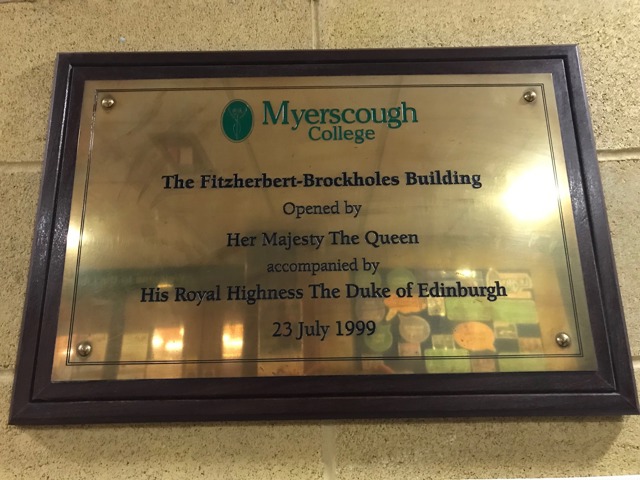 Myerscough
College
The Fitzherbert-Brockholes Building
Opened by
Her Majesty The Queen
accompanied by
His Royal Highness The Duke of Edinburgh
23 July 1999